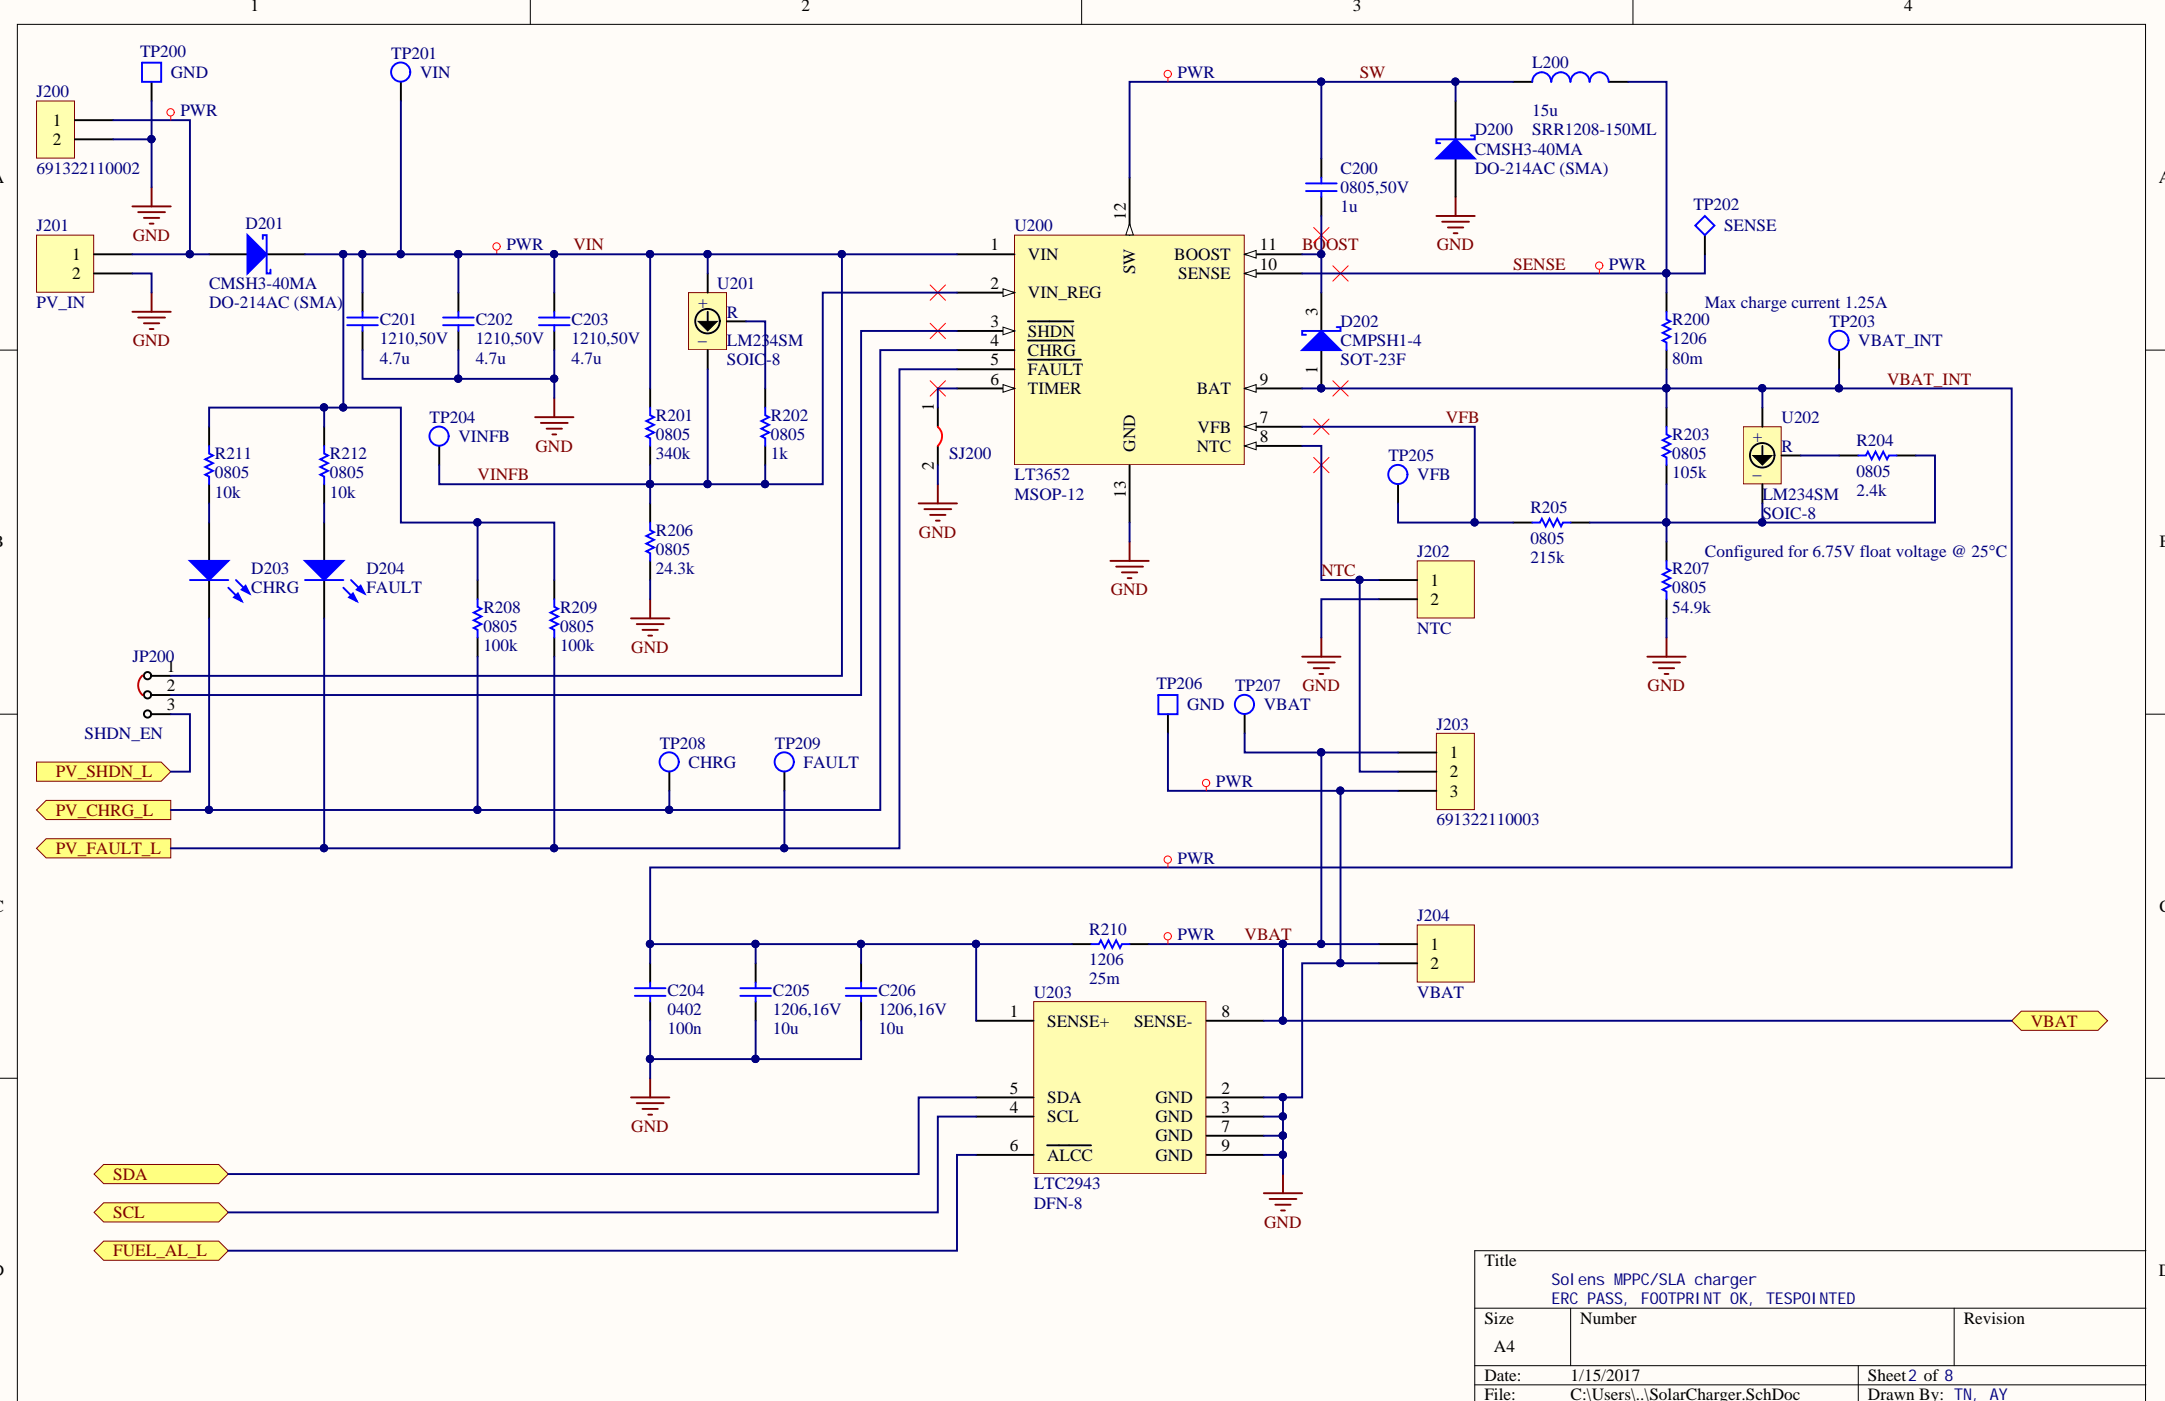 1
2
3
4
TP200
GND
J200
1
2
691322110002
PWR
TP201
VIN
J201
1
2
PV_IN
GND
GND
D201
CMSH3-40MA
DO-214AC (SMA)
PWR
VIN
C201
1210,50V
4.7u
C202
1210,50V
4.7u
C203
1210,50V
4.7u
GND
U201
+
R
−
LM234SM
SOIC-8
R201
0805
340k
R202
0805
1k
TP204
VINFB
VINFB
R206
0805
24.3k
GND
R211
0805
10k
R212
0805
10k
D203
CHRG
D204
FAULT
R208
0805
100k
R209
0805
100k
JP200
1
2
3
SHDN_EN
PV_SHDN_L
PV_CHRG_L
PV_FAULT_L
TP208
CHRG
TP209
FAULT
SJ200
1
2
GND
U200
1
VIN
2
VIN_REG
3
SHDN
4
CHRG
5
FAULT
6
TIMER
12
SW
BOOST
11
SENSE
10
BAT
9
VFB
7
NTC
8
GND
13
LT3652
MSOP-12
GND
PWR
SW
L200
15u
SRR1208-150ML
D200
CMSH3-40MA
DO-214AC (SMA)
GND
C200
0805,50V
1u
BOOST
SENSE
PWR
TP202
SENSE
D202
CMPSH1-4
SOT-23F
3
1
Max charge current 1.25A
R200
1206
80m
TP203
VBAT_INT
VBAT_INT
VFB
TP205
VFB
R203
0805
105k
U202
+
R
−
LM234SM
SOIC-8
R204
0805
2.4k
R205
0805
215k
Configured for 6.75V float voltage @ 25°C
R207
0805
54.9k
GND
J202
NTC
1
2
NTC
GND
TP206
GND
TP207
VBAT
PWR
J203
1
2
3
691322110003
PWR
R210
1206
25m
PWR
VBAT
J204
1
2
VBAT
C204
0402
100n
C205
1206,16V
10u
C206
1206,16V
10u
GND
U203
1
SENSE+
SENSE-
8
5
SDA
4
SCL
6
ALCC
GND
2
GND
3
GND
7
GND
9
LTC2943
DFN-8
GND
VBAT
SDA
SCL
FUEL_AL_L
Title
Solens MPPC/SLA charger
ERC PASS, FOOTPRINT OK, TESPOINTED
Size
Number
Revision
A4
Date:
1/15/2017
Sheet 2 of 8
File:
C:\Users\..\SolarCharger.SchDoc
Drawn By: TN, AY